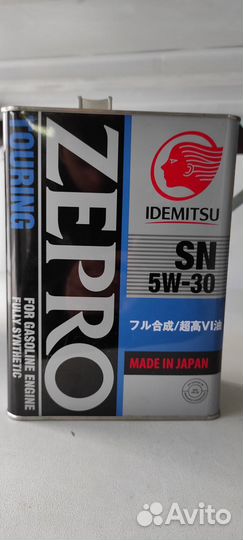 IDEMITSU
ZEPRO
TOURING
FOR GASOLINE ENGINE
FULLY SYNTHETIC
SN
5W-30
フル合成/超高VI油
MADE IN JAPAN
Avito